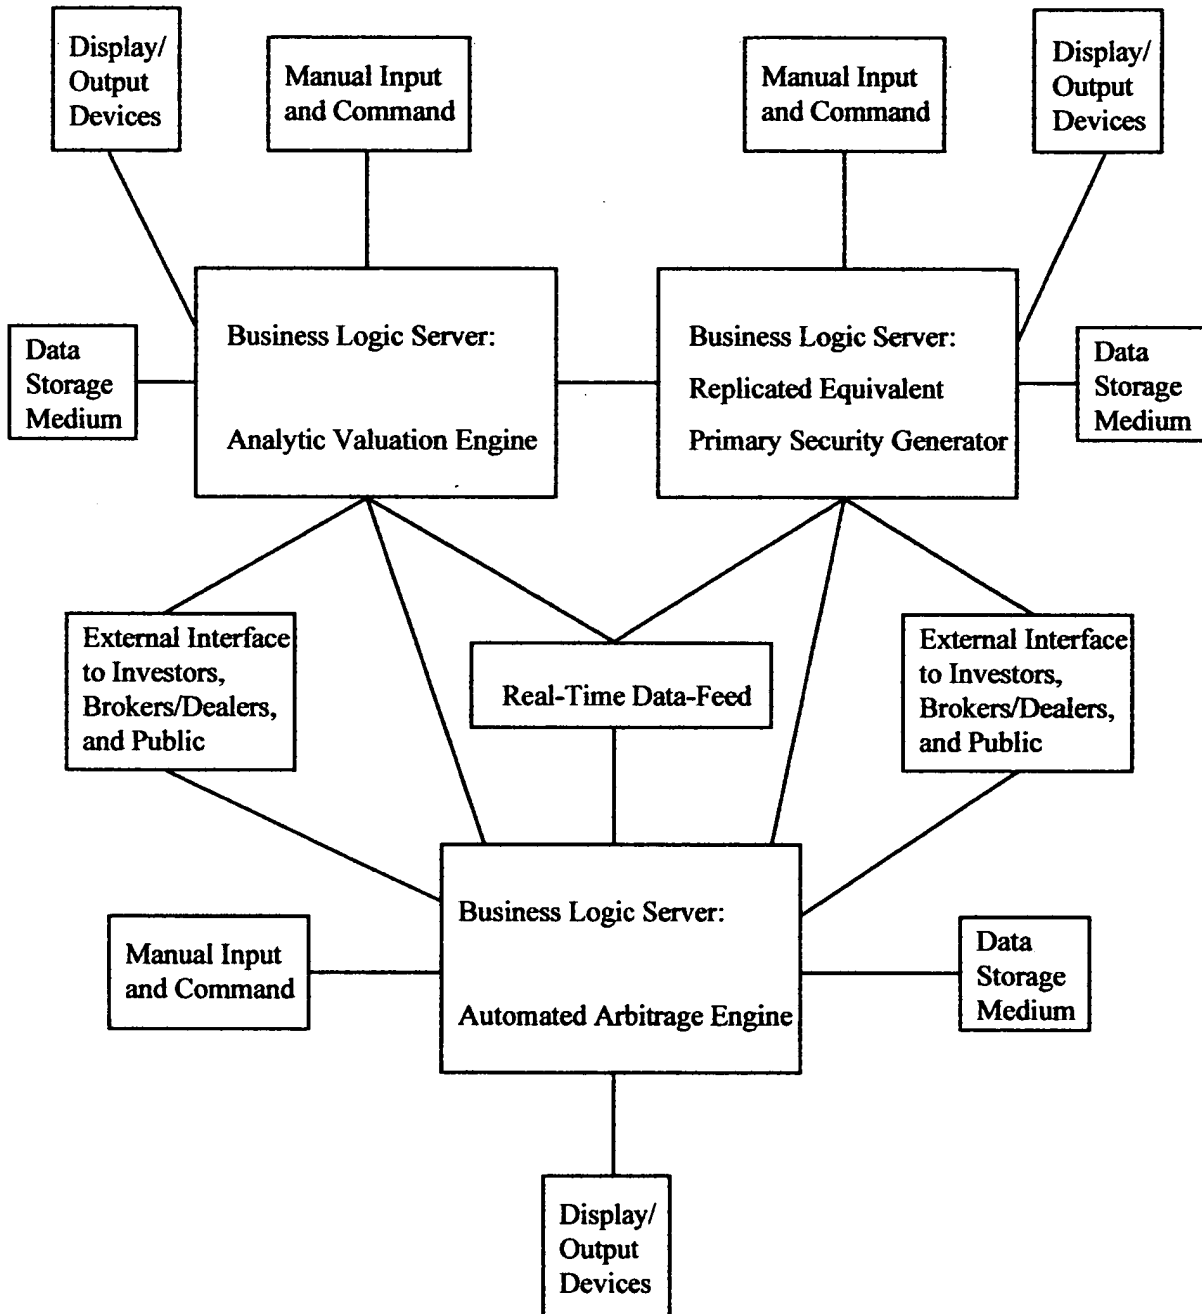 Display/
Output
Devices
Manual Input
and Command
Manual Input
and Command
Display/
Output
Devices
Data
Storage
Medium
Business Logic Server:
Analytic Valuation Engine
Business Logic Server:
Replicated Equivalent
Primary Security Generator
Data
Storage
Medium
External Interface
to Investors,
Brokers/Dealers,
and Public
Real-Time Data-Feed
External Interface
to Investors,
Brokers/Dealers,
and Public
Manual Input
and Command
Business Logic Server:
Automated Arbitrage Engine
Data
Storage
Medium
Display/
Output
Devices